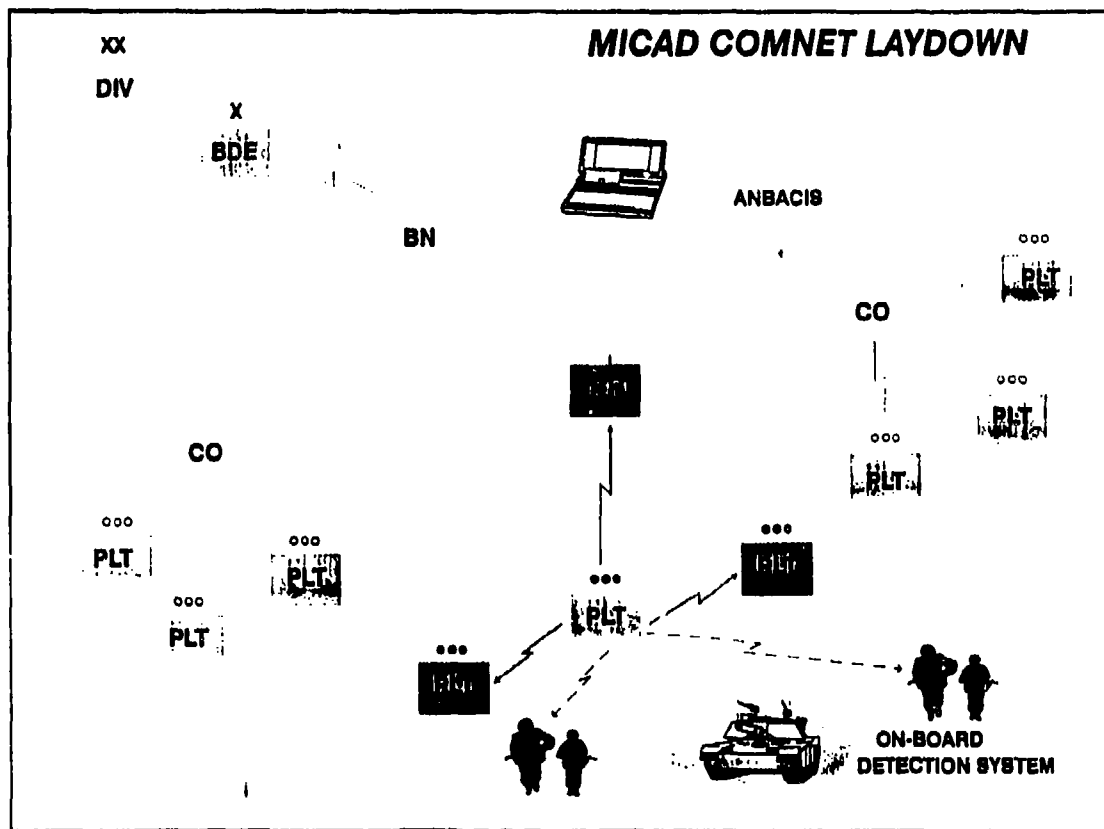 MICAD COMNET LAYDOWN
XX
DIV
X
BDE
ANBACIS
BN
PLT
CO
PLT
PLT
CO
PLT
PLT
PLT
PLT
ON-BOARD
DETECTION SYSTEM